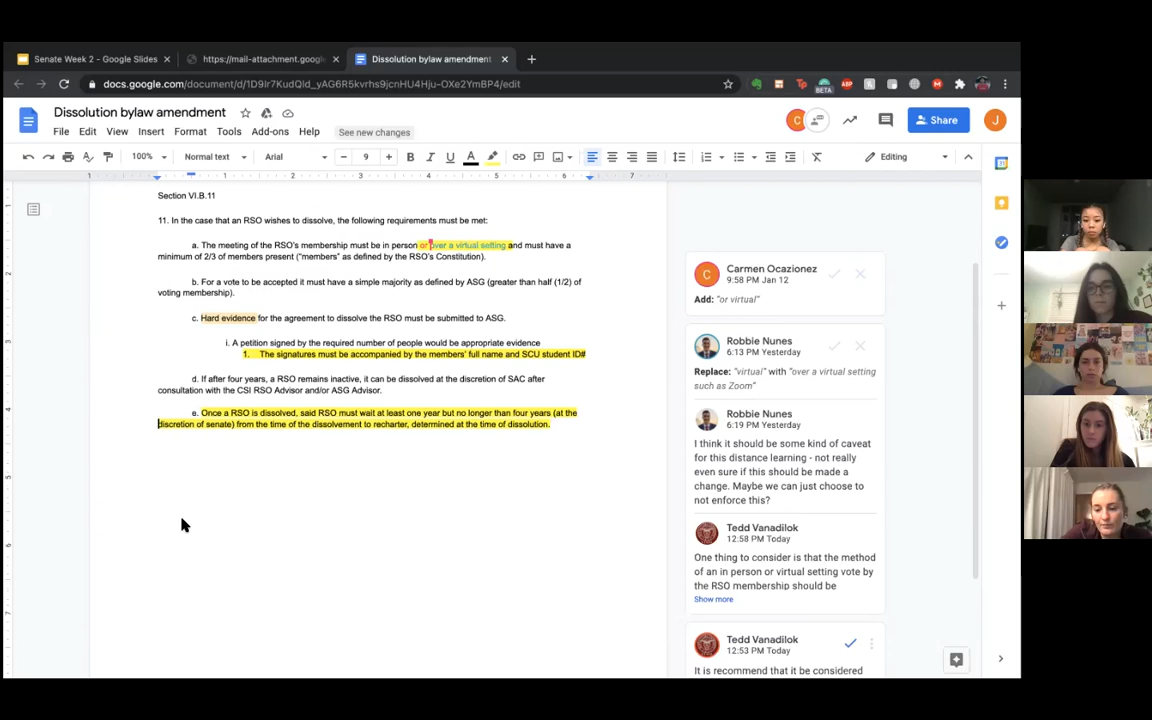 Senate Week 2 - Google Slides
https://mail-attachment.google
Dissolution bylaw amendment
docs.google.com/document/d/1D9Ir7KudQld_yAG6R5kvrhs9jcnHU4Hju-OXe2YmBP4/edit
BETA
ABP
Dissolution bylaw amendment
File Edit View Insert Format Tools Add-ons Help See new changes
C
Share
J
100% Normal text Arial 9 B I U A Editing
1 1 2 3 4 5 6 7
Section VI.B.11
11. In the case that an RSO wishes to dissolve, the following requirements must be met:
a. The meeting of the RSO's membership must be in person or over a virtual setting and must have a
minimum of 2/3 of members present ("members" as defined by the RSO's Constitution).
b. For a vote to be accepted it must have a simple majority as defined by ASG (greater than half (1/2) of
voting membership).
c. Hard evidence for the agreement to dissolve the RSO must be submitted to ASG.
i. A petition signed by the required number of people would be appropriate evidence
1. The signatures must be accompanied by the members' full name and SCU student ID#
d. If after four years, a RSO remains inactive, it can be dissolved at the discretion of SAC after
consultation with the CSI RSO Advisor and/or ASG Advisor.
e. Once a RSO is dissolved, said RSO must wait at least one year but no longer than four years (at the
discretion of senate) from the time of the dissolvement to recharter, determined at the time of dissolution.
C
Carmen Ocazionez
9:58 PM Jan 12
Add: "or virtual"
Robbie Nunes
6:13 PM Yesterday
Replace: "virtual" with "over a virtual setting
such as Zoom"
Robbie Nunes
6:19 PM Yesterday
I think it should be some kind of caveat
for this distance learning - not really
even sure if this should be made a
change. Maybe we can just choose to
not enforce this?
Tedd Vanadilok
12:58 PM Today
One thing to consider is that the method
of an in person or virtual setting vote by
the RSO membership should be
Show more
Tedd Vanadilok
12:53 PM Today
It is recommend that it be considered